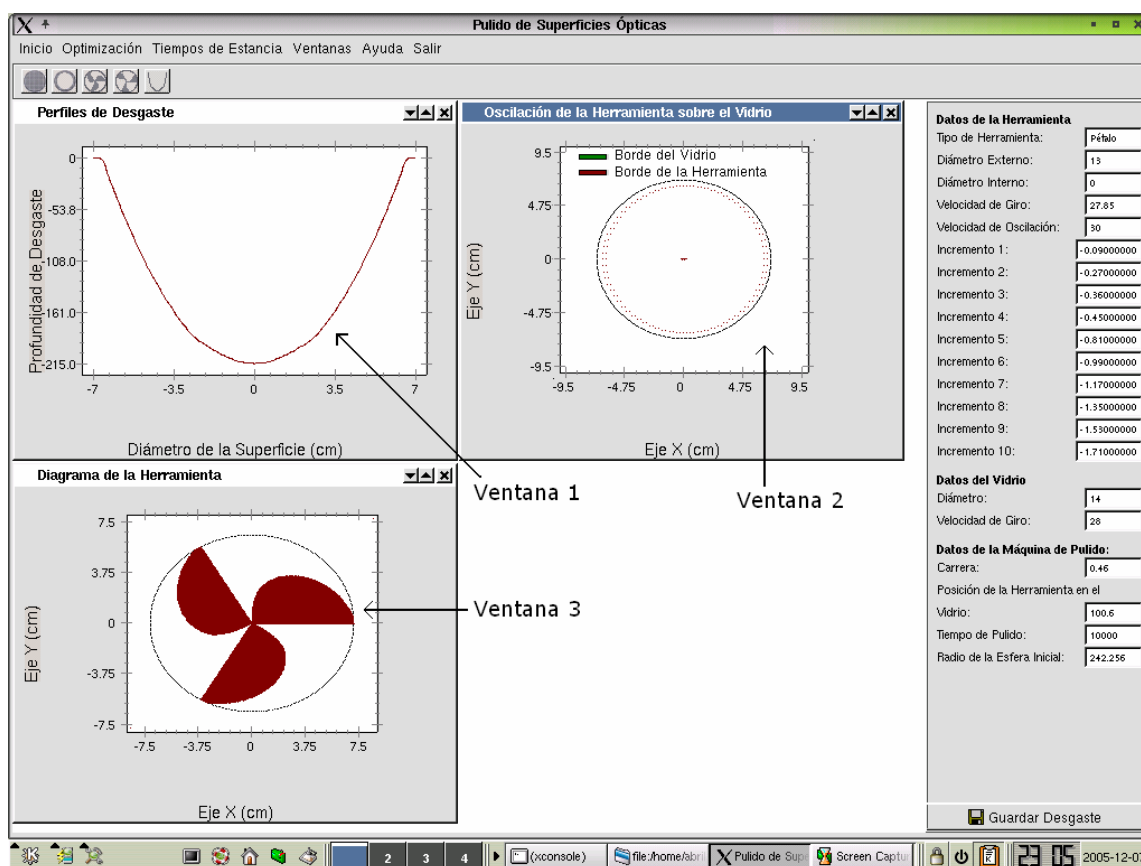 Pulido de Superficies Ópticas
Inicio Optimización Tiempos de Estancia Ventanas Ayuda Salir
Perfiles de Desgaste
0
-53.8
-108.0
-161.0
-215.0
-7 -3.5 0 3.5 7
Profundidad de Desgaste
Diámetro de la Superficie (cm)
Oscilación de la Herramienta sobre el Vidrio
Borde del Vidrio
Borde de la Herramienta
9.5
4.75
0
-4.75
-9.5
-9.5 -4.75 0 4.75 9.5
Eje Y (cm)
Eje X (cm)
Ventana 1
Ventana 2
Diagrama de la Herramienta
7.5
3.75
0
-3.75
-7.5
-7.5 -3.75 0 3.75 7.5
Eje Y (cm)
Eje X (cm)
Ventana 3
Datos de la Herramienta
Tipo de Herramienta: Pétalo
Diámetro Externo: 13
Diámetro Interno: 0
Velocidad de Giro: 27.85
Velocidad de Oscilación: 30
Incremento 1: -0.09000000
Incremento 2: -0.27000000
Incremento 3: -0.36000000
Incremento 4: -0.45000000
Incremento 5: -0.81000000
Incremento 6: -0.99000000
Incremento 7: -1.17000000
Incremento 8: -1.35000000
Incremento 9: -1.53000000
Incremento 10: -1.71000000
Datos del Vidrio
Diámetro: 14
Velocidad de Giro: 28
Datos de la Máquina de Pulido:
Carrera: 0.46
Posición de la Herramienta en el
Vidrio: 100.6
Tiempo de Pulido: 10000
Radio de la Esfera Inicial: 242.256
Guardar Desgaste
2 3 4 (xconsole) file:/home/abri Pulido de Sup Screen Captu 23 05 2005-12-0